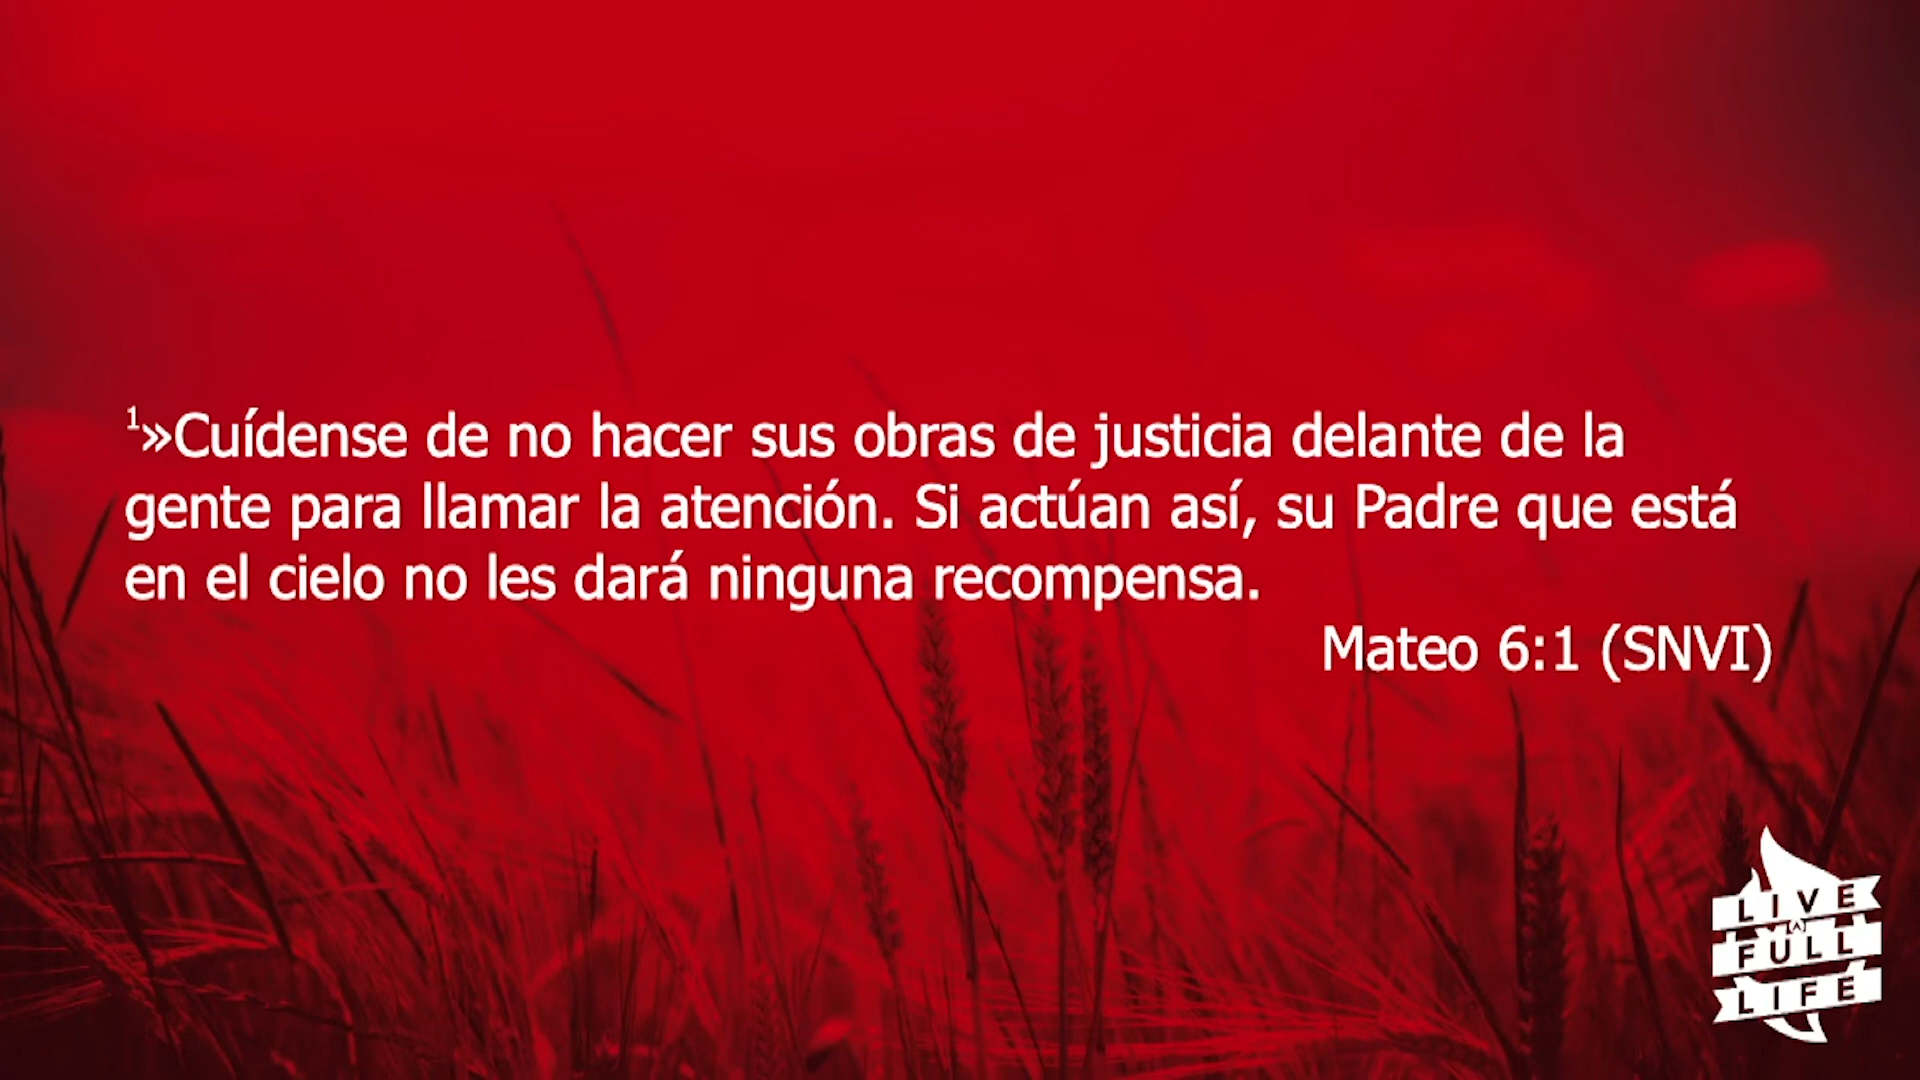 ¹»Cuídense de no hacer sus obras de justicia delante de la
gente para llamar la atención. Si actúan así, su Padre que está
en el cielo no les dará ninguna recompensa.
Mateo 6:1 (SNVI)
LIVE
A
FULL
LIFE